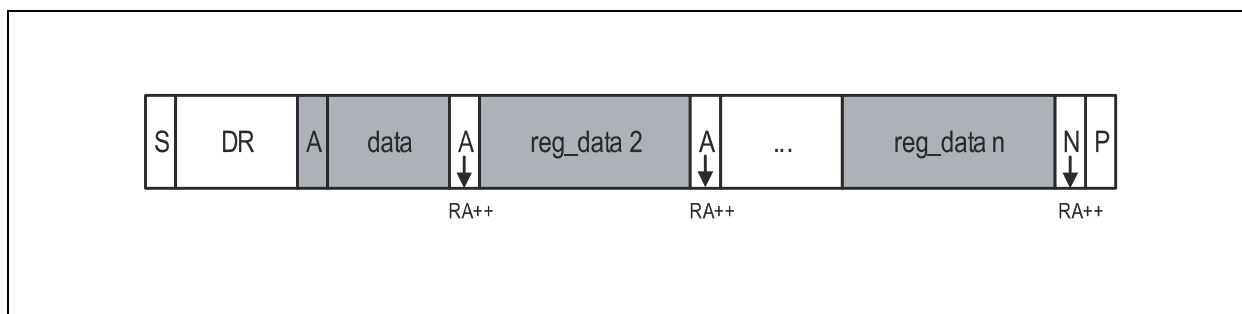 S DR A data A reg_data 2 A ... reg_data n N P
RA++ RA++ RA++